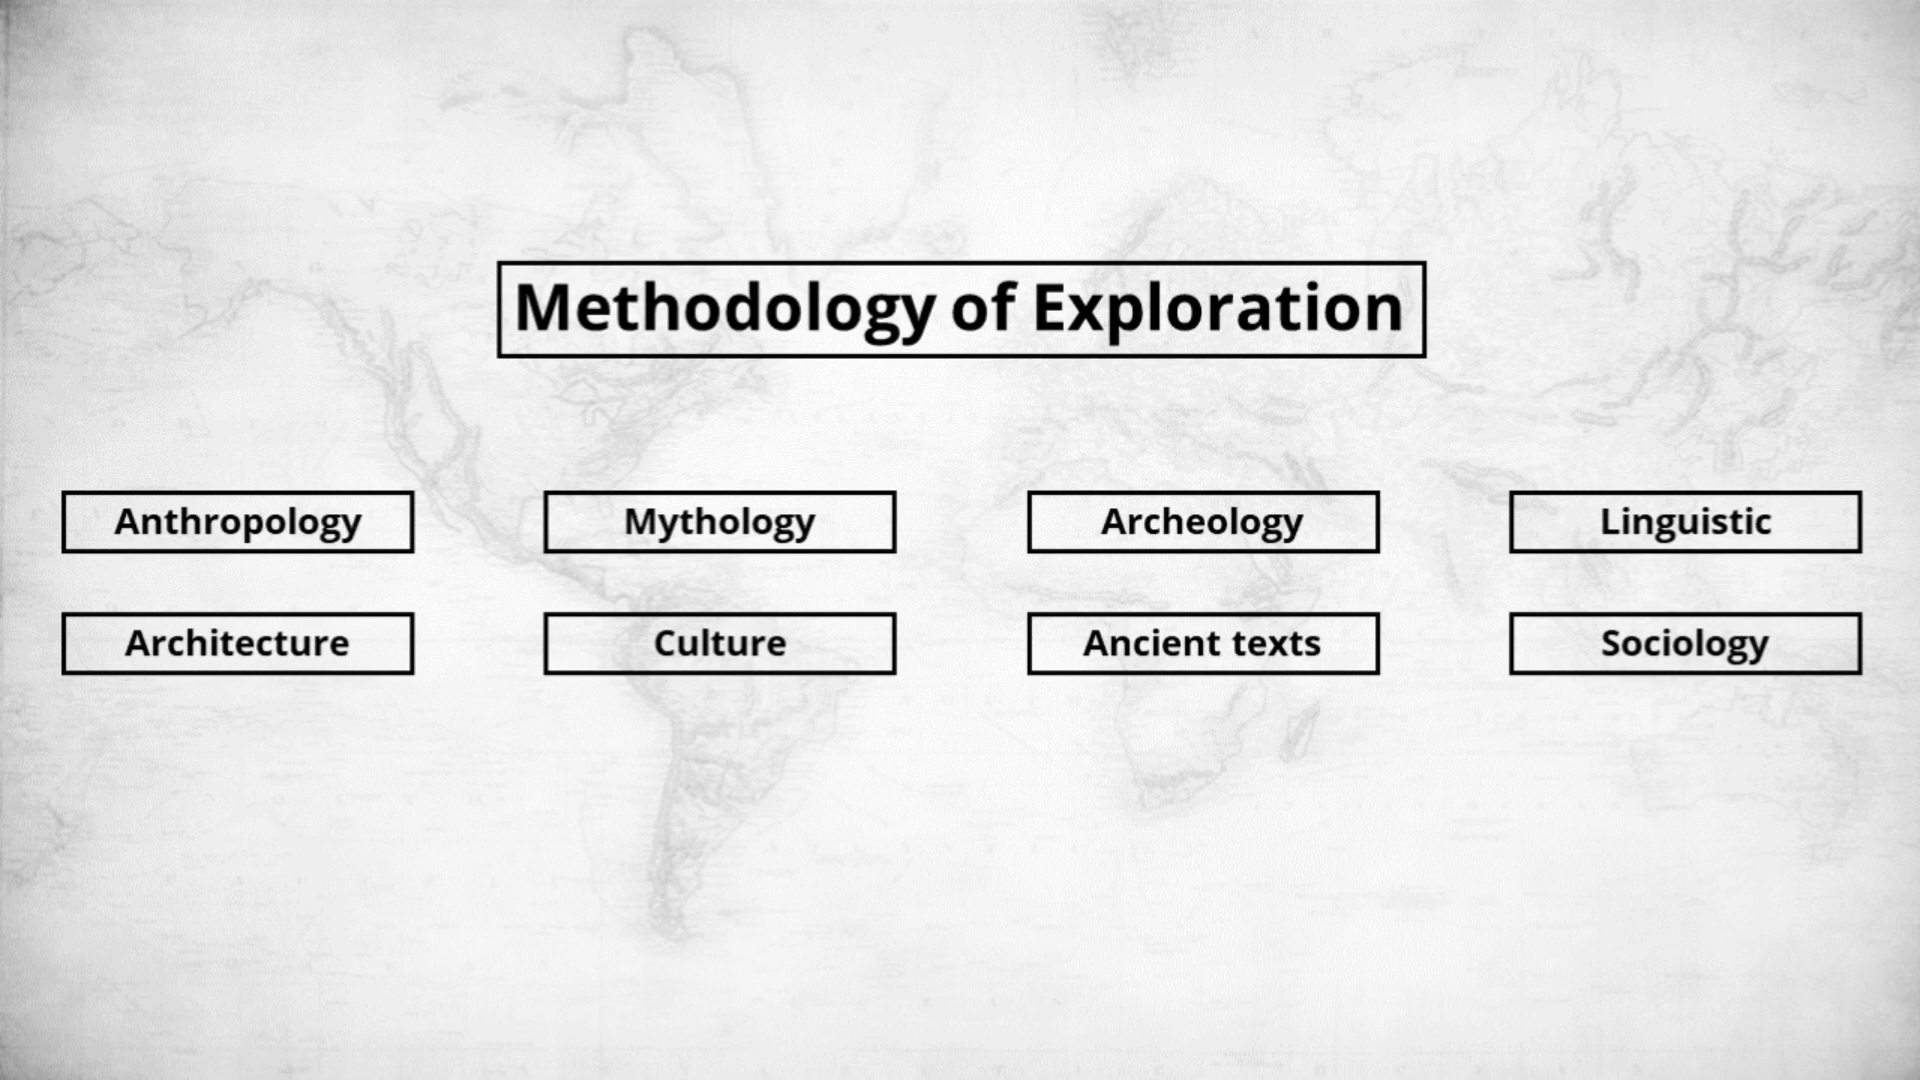 Methodology of Exploration
Anthropology
Mythology
Archeology
Linguistic
Architecture
Culture
Ancient texts
Sociology